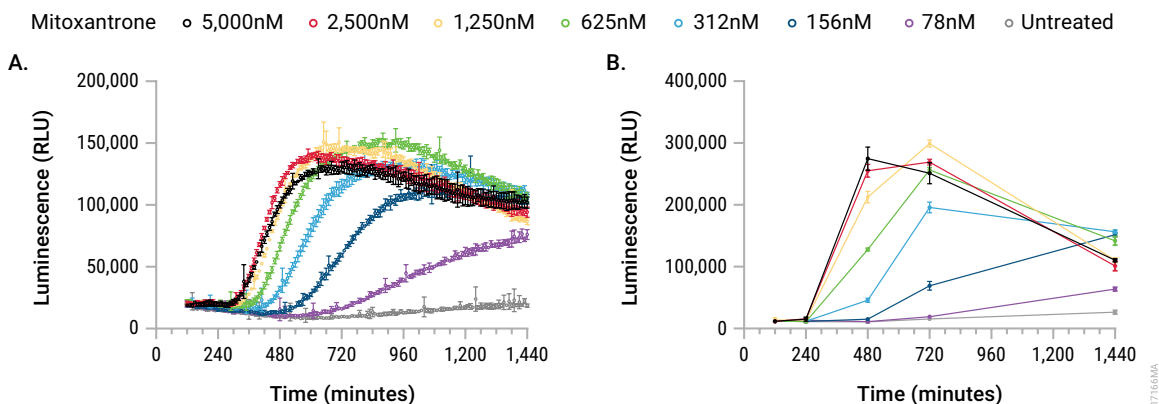 Mitoxantrone 5,000nM 2,500nM 1,250nM 625nM 312nM 156nM 78nM Untreated
A.
200,000
150,000
100,000
50,000
0
Luminescence (RLU)
0 240 480 720 960 1,200 1,440
Time (minutes)
B.
400,000
300,000
200,000
100,000
0
Luminescence (RLU)
0 240 480 720 960 1,200 1,440
Time (minutes)
17166MA